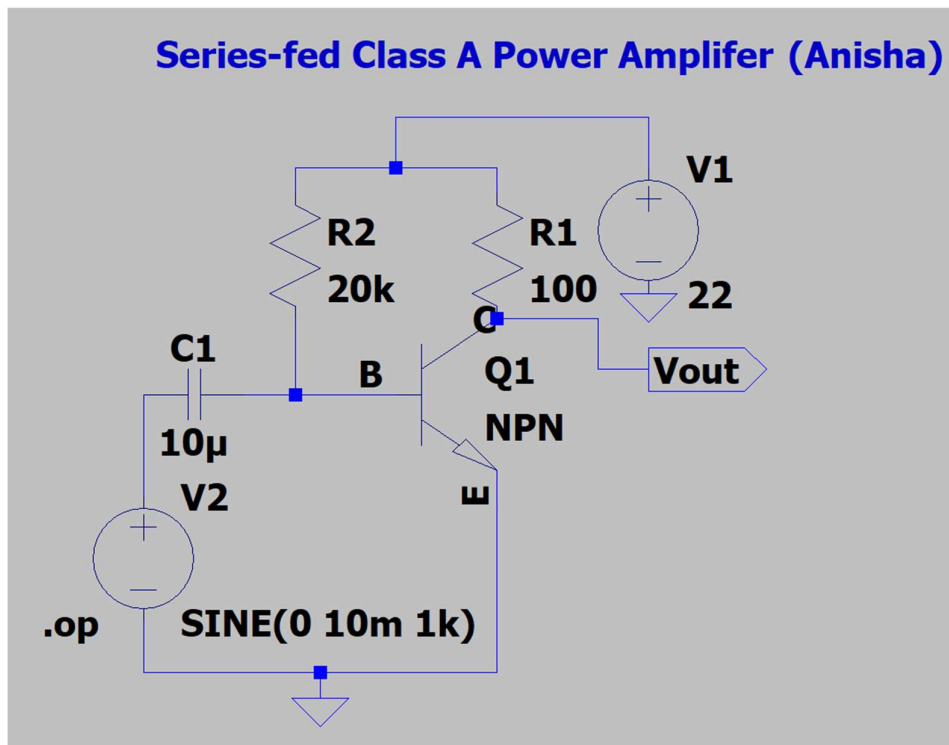 Series-fed Class A Power Amplifer (Anisha)
V1
R2
R1
20k
100
22
C
C1
B
Q1
Vout
NPN
10µ
V2
E
.op
SINE(0 10m 1k)